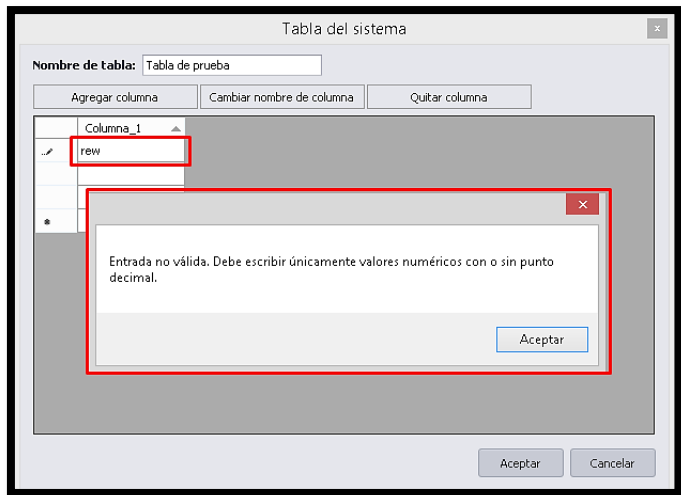 Tabla del sistema
Nombre de tabla: Tabla de prueba
Agregar columna Cambiar nombre de columna Quitar columna
Columna_1
rew
Entrada no válida. Debe escribir únicamente valores numéricos con o sin punto
decimal.
Aceptar
Aceptar Cancelar